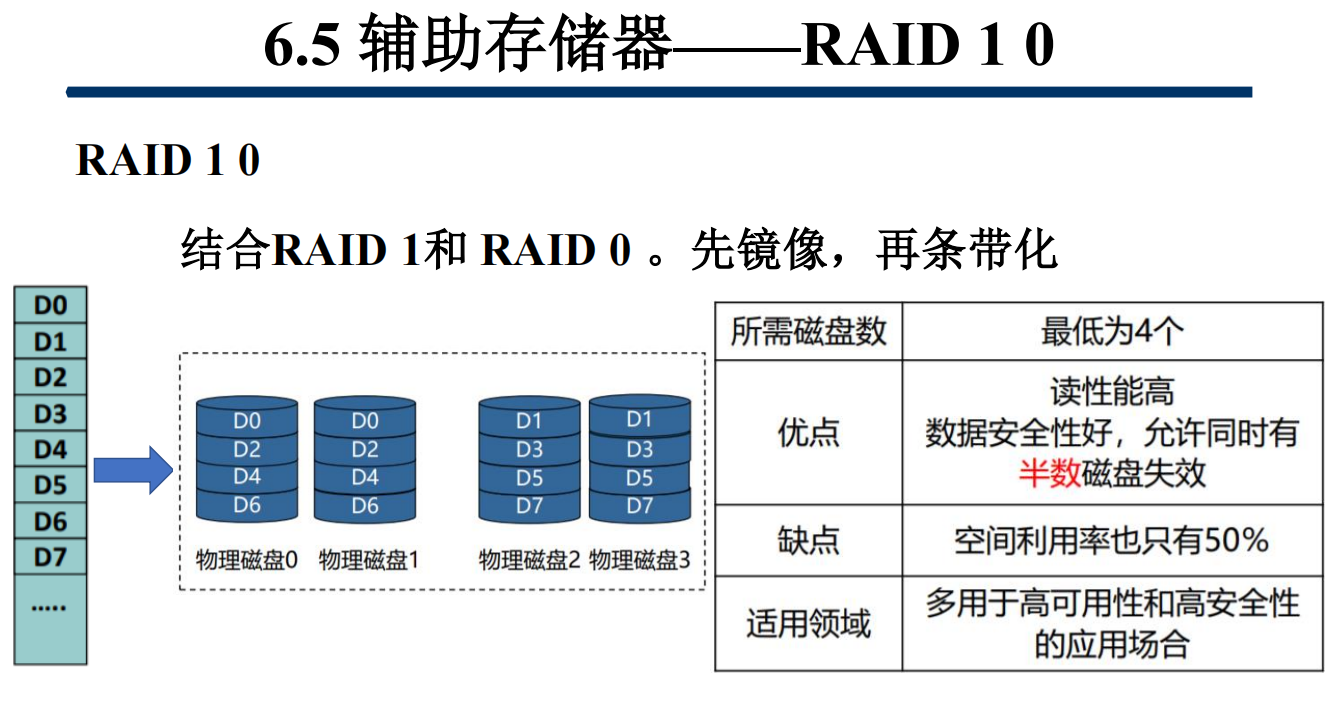 6.5 辅助存储器——RAID 1 0
RAID 1 0
结合RAID 1和 RAID 0 。先镜像，再条带化
D0
D1
D2
D3
D4
D5
D6
D7
.....
D0
D2
D4
D6
物理磁盘0
D0
D2
D4
D6
物理磁盘1
D1
D3
D5
D7
物理磁盘2
D1
D3
D5
D7
物理磁盘3
所需磁盘数
最低为4个
优点
读性能高
数据安全性好，允许同时有
半数磁盘失效
缺点
空间利用率也只有50%
适用领域
多用于高可用性和高安全性
的应用场合